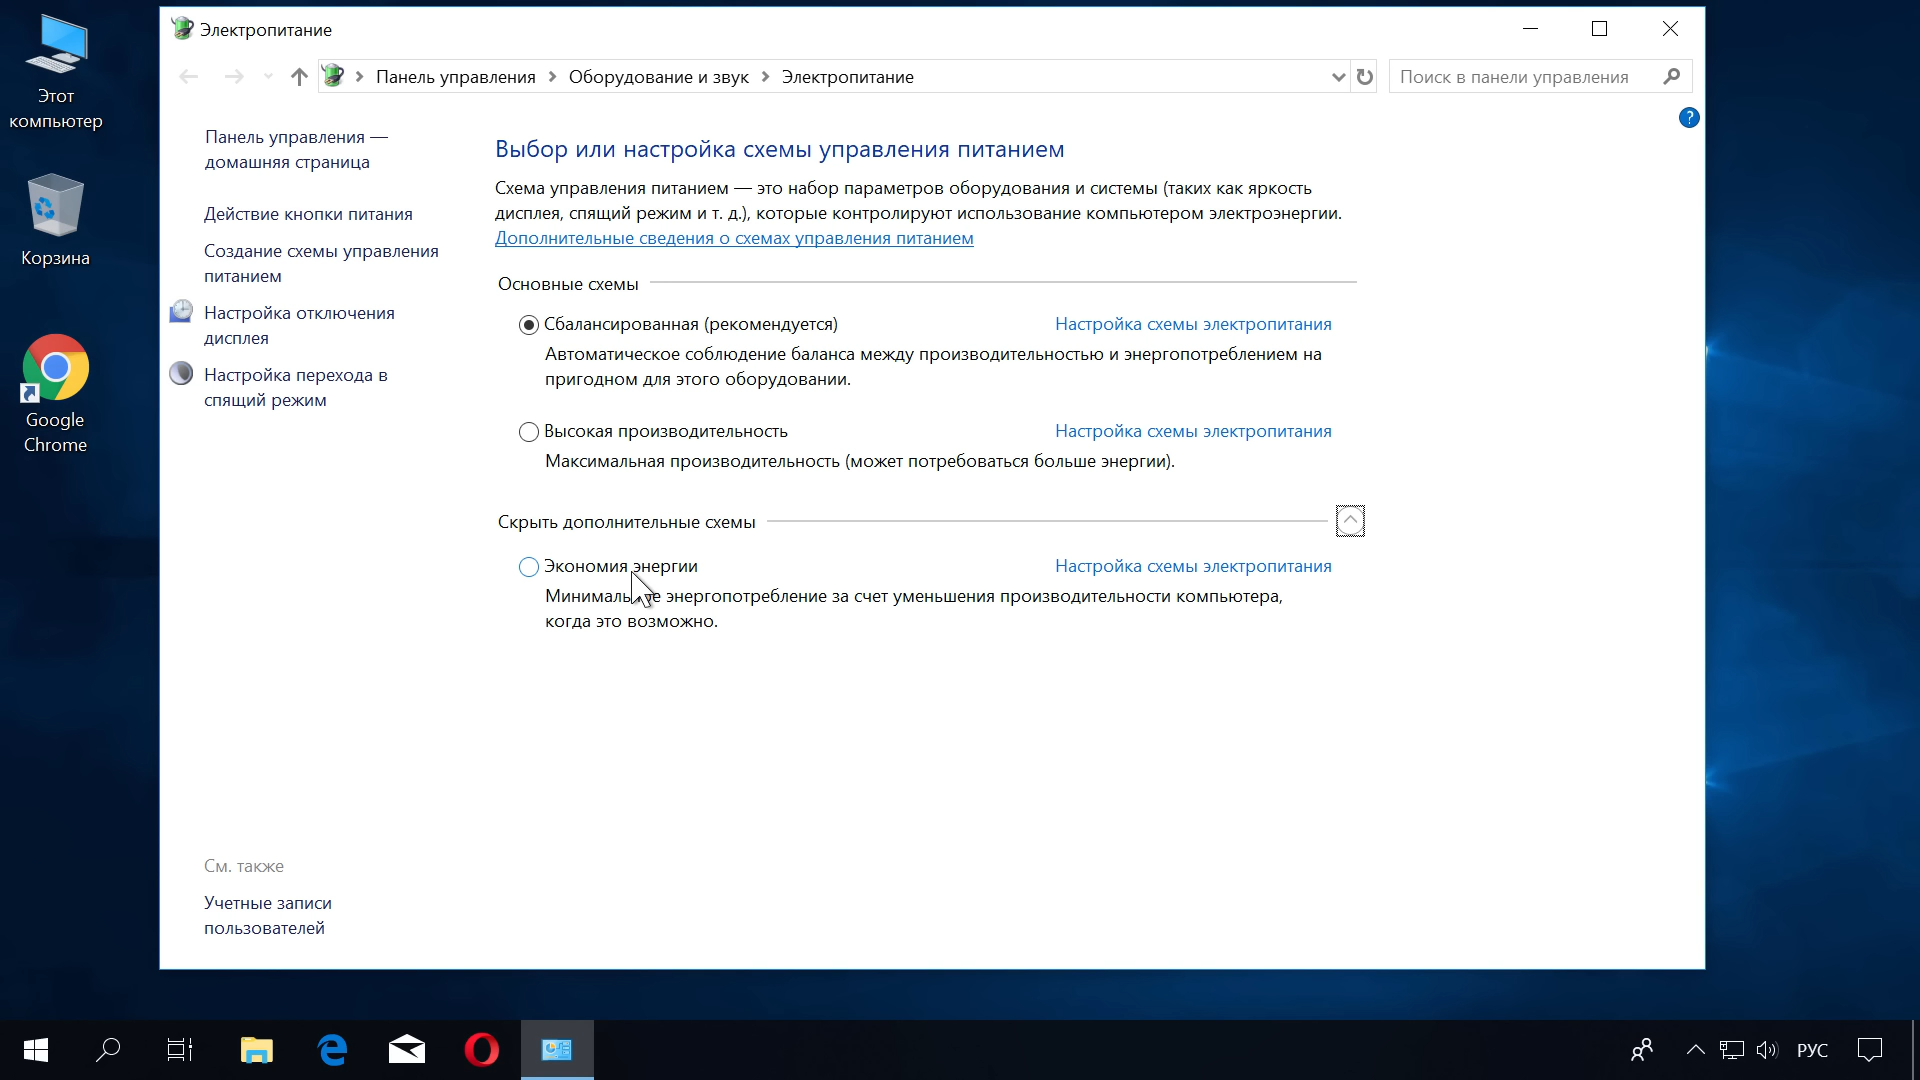 Этот
компьютер
Корзина
Google
Chrome
Электропитание
Панель управления
Оборудование и звук
Электропитание
Поиск в панели управления
?
Панель управления —
домашняя страница
Действие кнопки питания
Создание схемы управления
питанием
Настройка отключения
дисплея
Настройка перехода в
спящий режим
Выбор или настройка схемы управления питанием
Схема управления питанием — это набор параметров оборудования и системы (таких как яркость
дисплея, спящий режим и т. д.), которые контролируют использование компьютером электроэнергии.
Дополнительные сведения о схемах управления питанием
Основные схемы
Сбалансированная (рекомендуется) Настройка схемы электропитания
Автоматическое соблюдение баланса между производительностью и энергопотреблением на
пригодном для этого оборудовании.
Высокая производительность Настройка схемы электропитания
Максимальная производительность (может потребоваться больше энергии).
Скрыть дополнительные схемы
Экономия энергии Настройка схемы электропитания
Минимальное энергопотребление за счет уменьшения производительности компьютера,
когда это возможно.
См. также
Учетные записи
пользователей
РУС